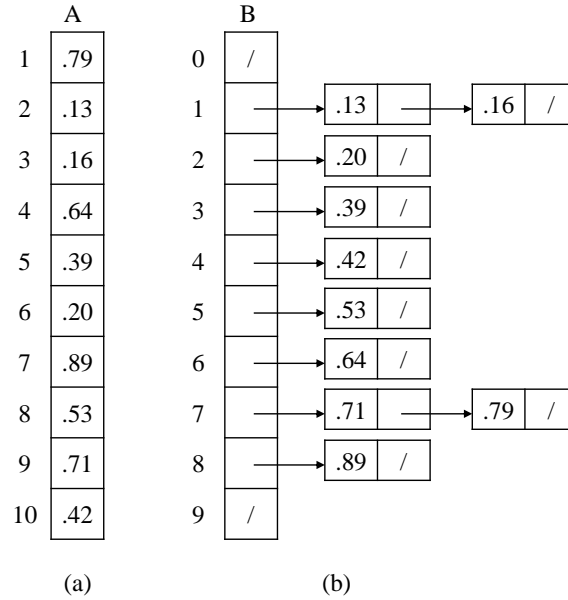 A B
1 .79 0 /
2 .13 1 .13 .16 /
3 .16 2 .20 /
4 .64 3 .39 /
5 .39 4 .42 /
6 .20 5 .53 /
7 .89 6 .64 /
8 .53 7 .71 .79 /
9 .71 8 .89 /
10 .42 9 /
(a) (b)